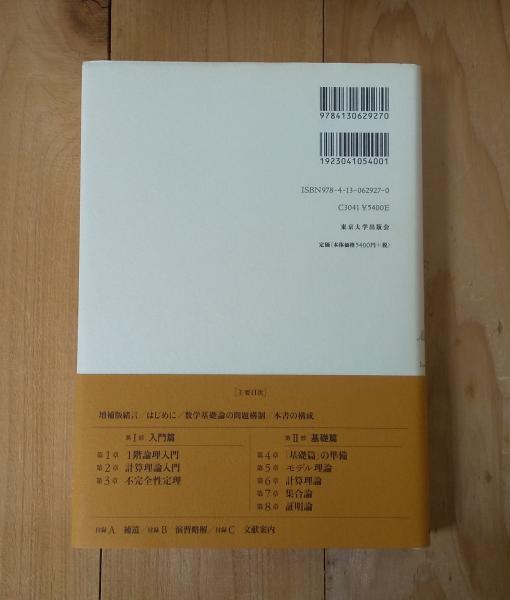 9784130629270
1923041054001
ISBN978-4-13-062927-0
C3041 ¥5400E
東京大学出版会
定価(本体価格5400円+税)
[主要目次]
増補版緒言/はじめに/数学基礎論の問題構制/本書の構成
第I部 入門篇
第1章 1階論理入門
第2章 計算理論入門
第3章 不完全性定理
第II部 基礎篇
第4章 「基礎篇」の準備
第5章 モデル理論
第6章 計算理論
第7章 集合論
第8章 証明論
付録A 補遺/付録B 演習略解/付録C 文献案内